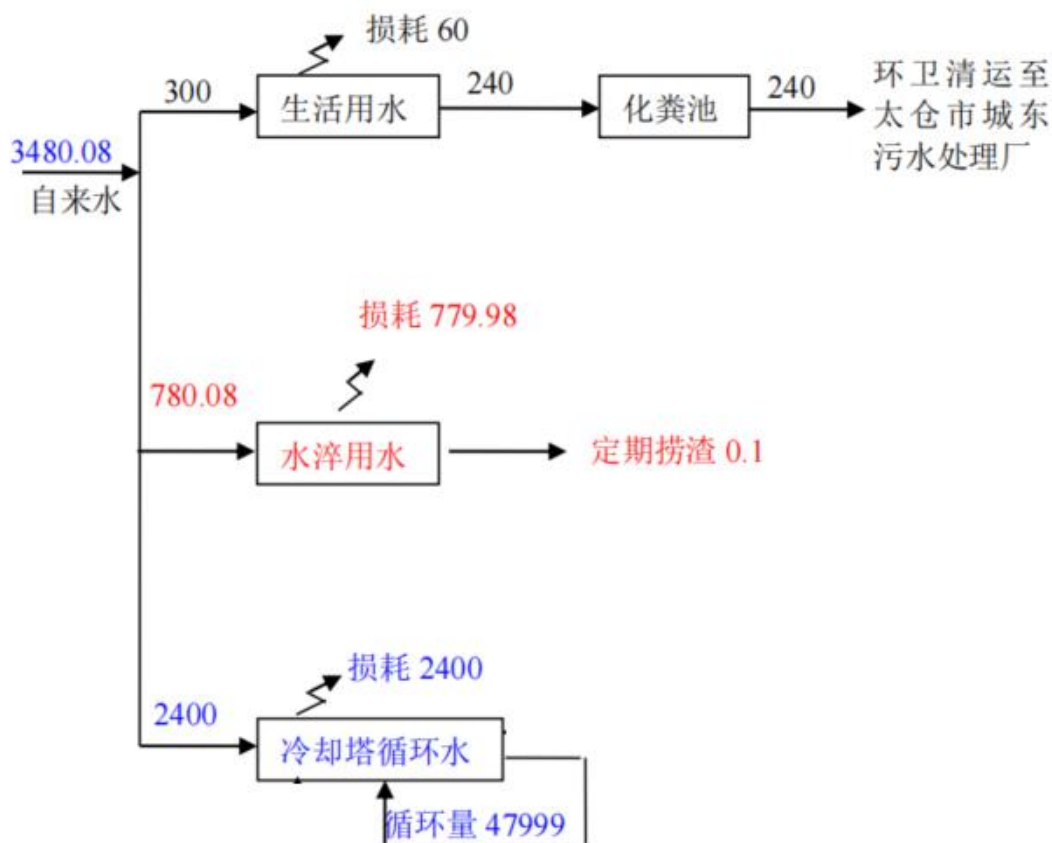 损耗 60
300
生活用水
240
化粪池
240
环卫清运至
太仓市城东
污水处理厂
3480.08
自来水
损耗 779.98
780.08
水淬用水
定期捞渣 0.1
损耗 2400
2400
冷却塔循环水
循环量 47999